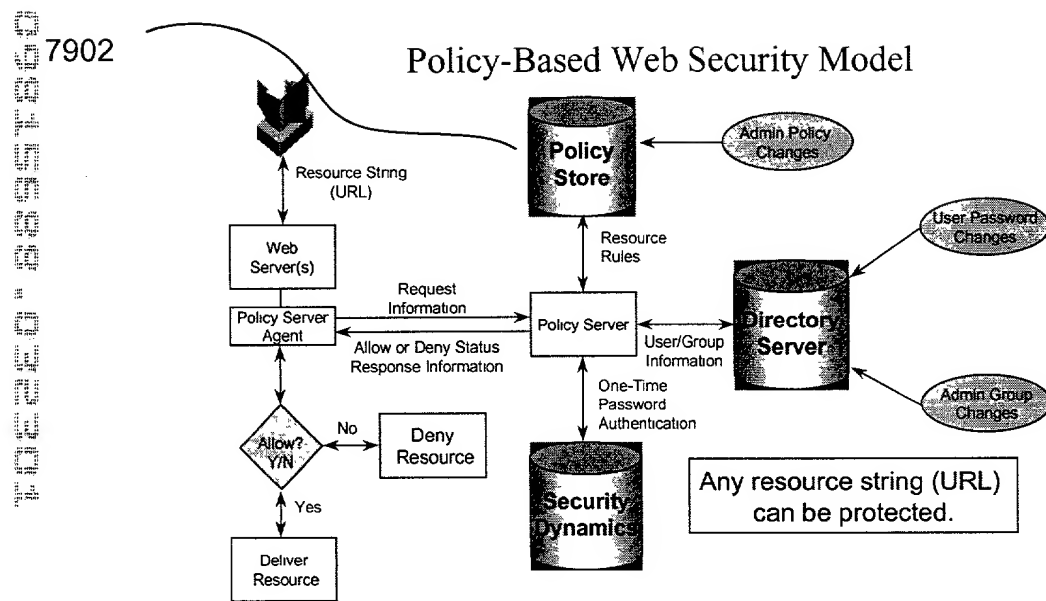 7902
Policy-Based Web Security Model
Resource String
(URL)
Policy
Store
Admin Policy
Changes
Web
Server(s)
Resource
Rules
User Password
Changes
Request
Information
Policy Server
Agent
Policy Server
Directory
Server
Allow or Deny Status
Response Information
User/Group
Information
One-Time
Password
Authentication
Admin Group
Changes
Allow?
Y/N
No
Deny
Resource
Yes
Security
Dynamics
Any resource string (URL)
can be protected.
Deliver
Resource